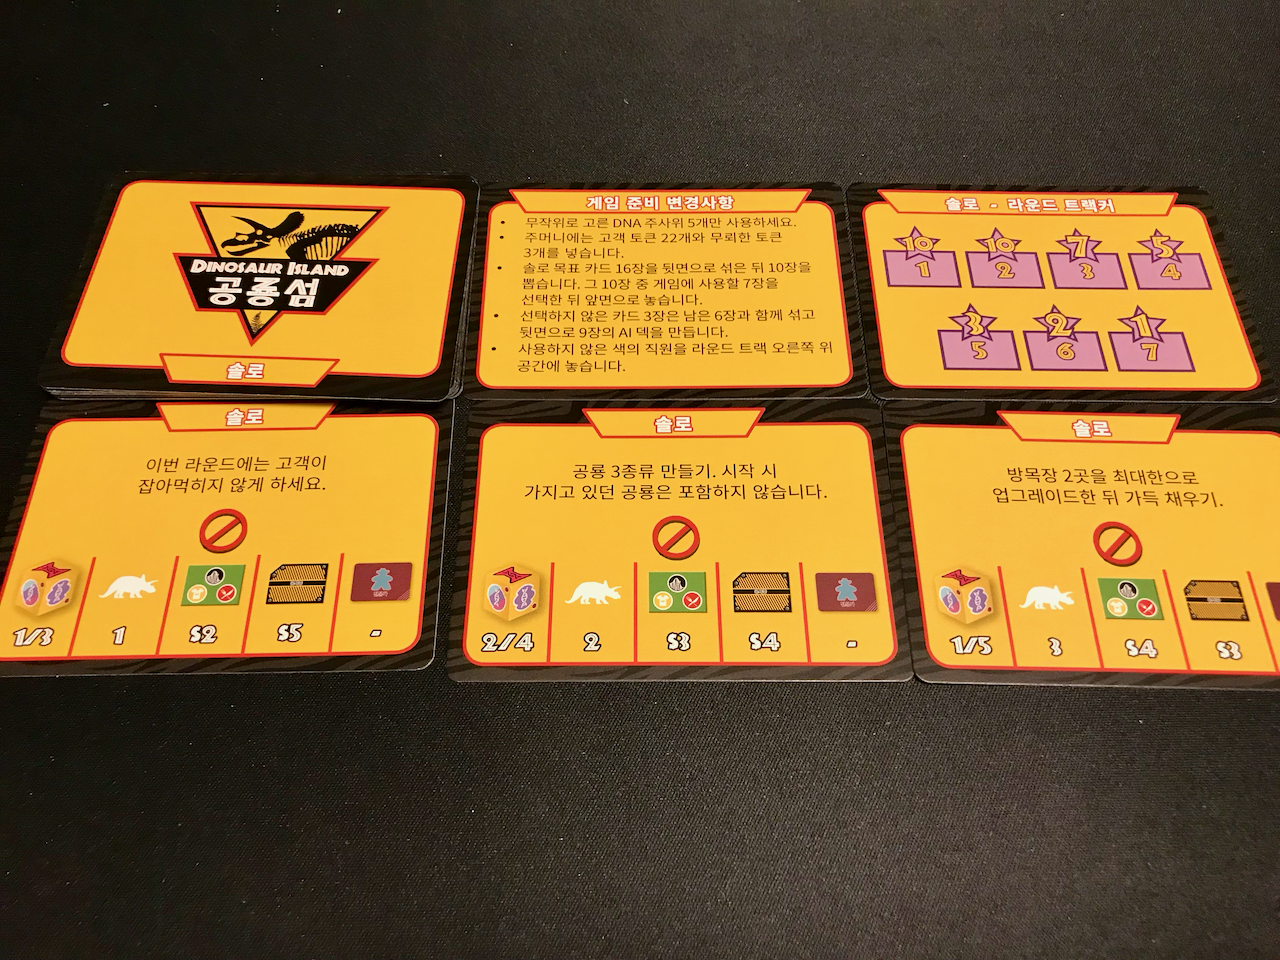 DINOSAUR ISLAND
공룡섬
솔로
게임 준비 변경사항
• 무작위로 고른 DNA 주사위 5개만 사용하세요.
• 주머니에는 고객 토큰 22개와 무뢰한 토큰
3개를 넣습니다.
• 솔로 목표 카드 16장을 뒷면으로 섞은 뒤 10장을
뽑습니다. 그 10장 중 게임에 사용할 7장을
선택한 뒤 앞면으로 놓습니다.
• 선택하지 않은 카드 3장은 남은 6장과 함께 섞고
뒷면으로 9장의 AI 덱을 만듭니다.
• 사용하지 않은 색의 직원을 라운드 트랙 오른쪽 위
공간에 놓습니다.
솔로 - 라운드 트랙커
10 10 7 5
1 2 3 4
3 2 1
5 6 7
솔로
이번 라운드에는 고객이
잡아먹히지 않게 하세요.
1/3 1 $2 $5 -
솔로
공룡 3종류 만들기. 시작 시
가지고 있던 공룡은 포함하지 않습니다.
2/4 2 $3 $4 -
솔로
방목장 2곳을 최대한으로
업그레이드한 뒤 가득 채우기.
1/5 3 $4 $3